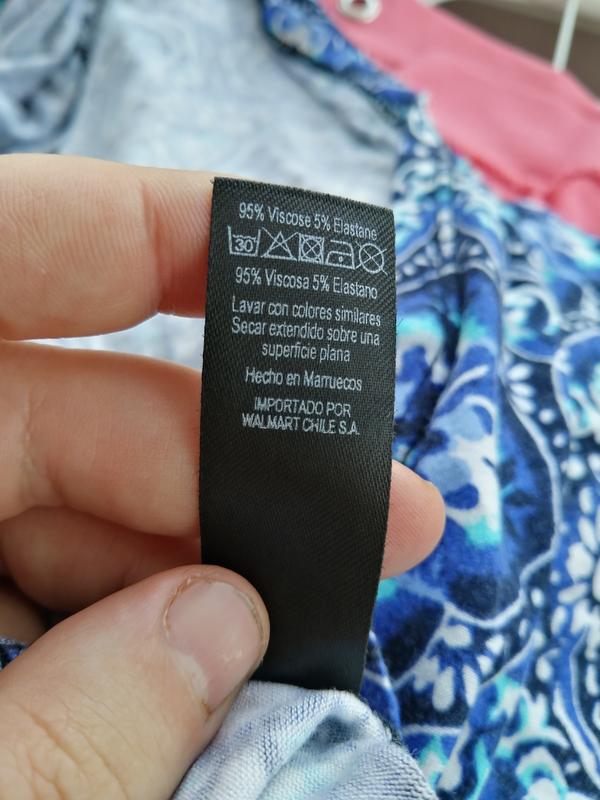 95% Viscose 5% Elastane
30
95% Viscosa 5% Elastano
Lavar con colores similares
Secar extendido sobre una
superficie plana
Hecho en Marruecos
IMPORTADO POR
WALMART CHILE S.A.